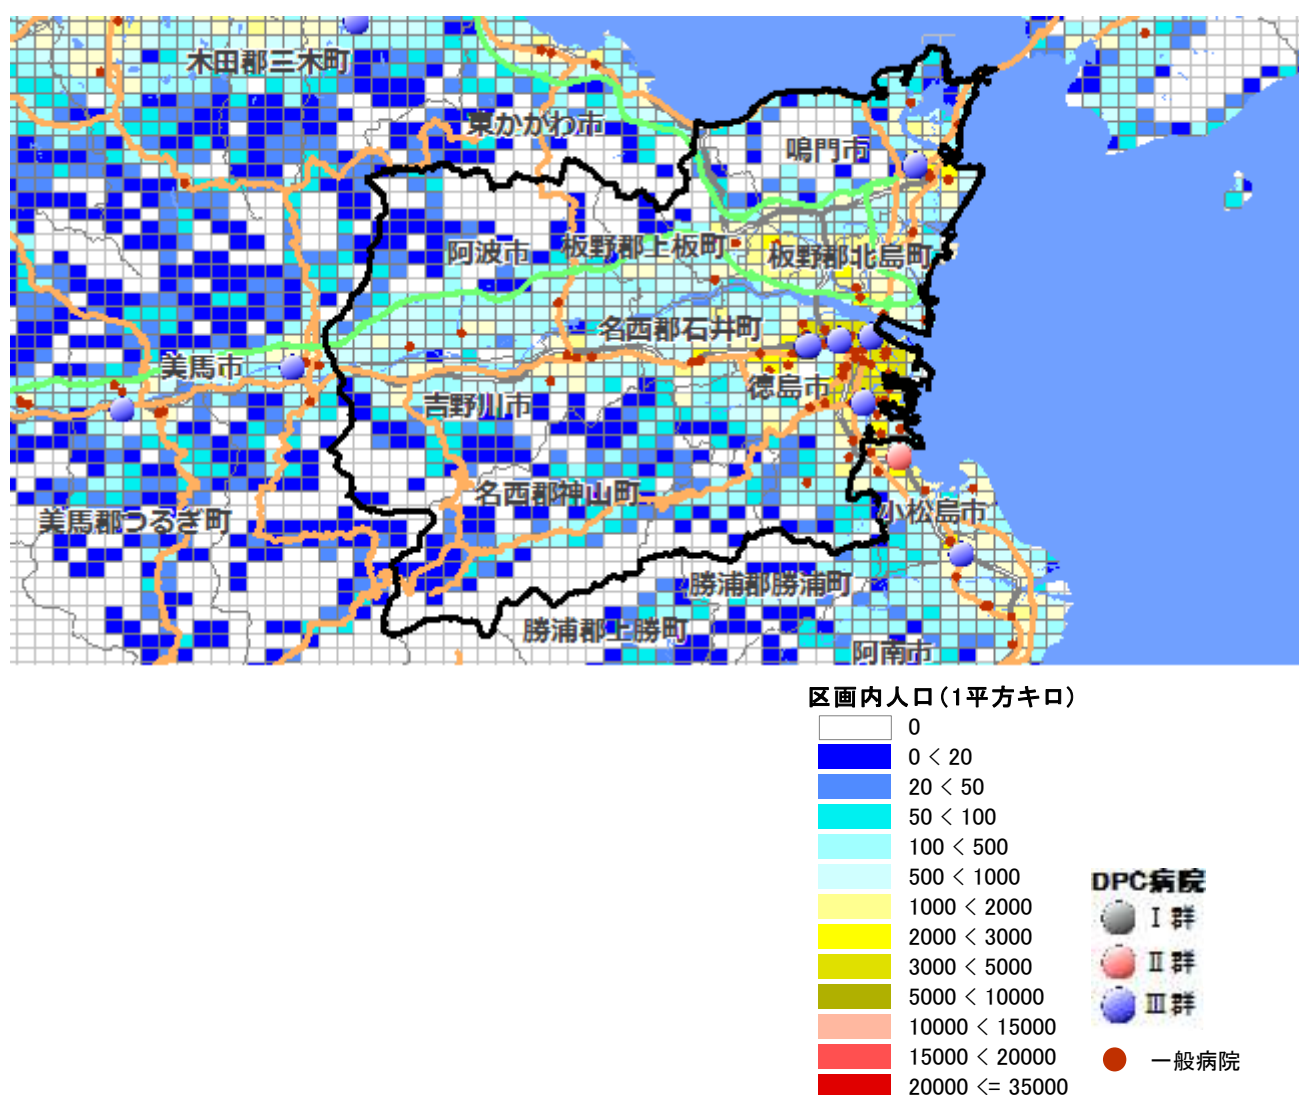 木田郡三木町
東かがわ市
鳴門市
阿波市
板野郡上板町
板野郡北島町
名西郡石井町
美馬市
徳島市
吉野川市
名西郡神山町
美馬郡つるぎ町
小松島市
勝浦郡勝浦町
勝浦郡上勝町
阿南市
区画内人口(1平方キロ)
0
0 < 20
20 < 50
50 < 100
100 < 500
500 < 1000
1000 < 2000
2000 < 3000
3000 < 5000
5000 < 10000
10000 < 15000
15000 < 20000
20000 <= 35000
DPC病院
Ⅰ群
Ⅱ群
Ⅲ群
一般病院